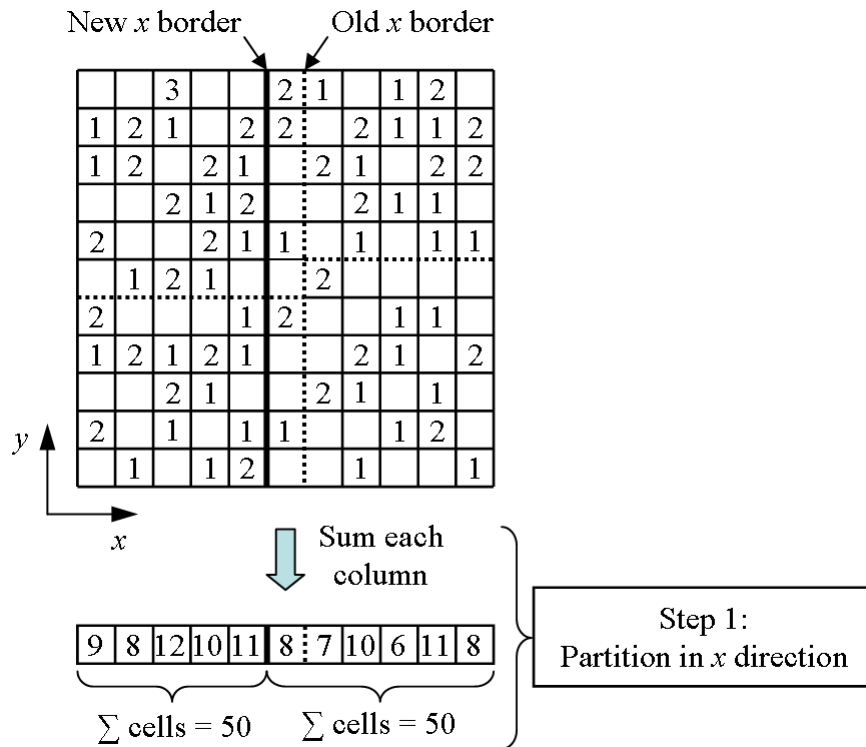 New x border Old x border
3 2 1 1 2
1 2 1 2 2 2 1 1 2
1 2 2 1 2 1 2 2
2 1 2 2 1 1
2 2 1 1 1 1 1
1 2 1 2
2 1 2 1 1
1 2 1 2 1 2 1 2
2 1 2 1 1
2 1 1 1 1 2
1 1 2 1 1
y
x
Sum each
column
9 8 12 10 11 8 7 10 6 11 8
∑ cells = 50 ∑ cells = 50
Step 1:
Partition in x direction